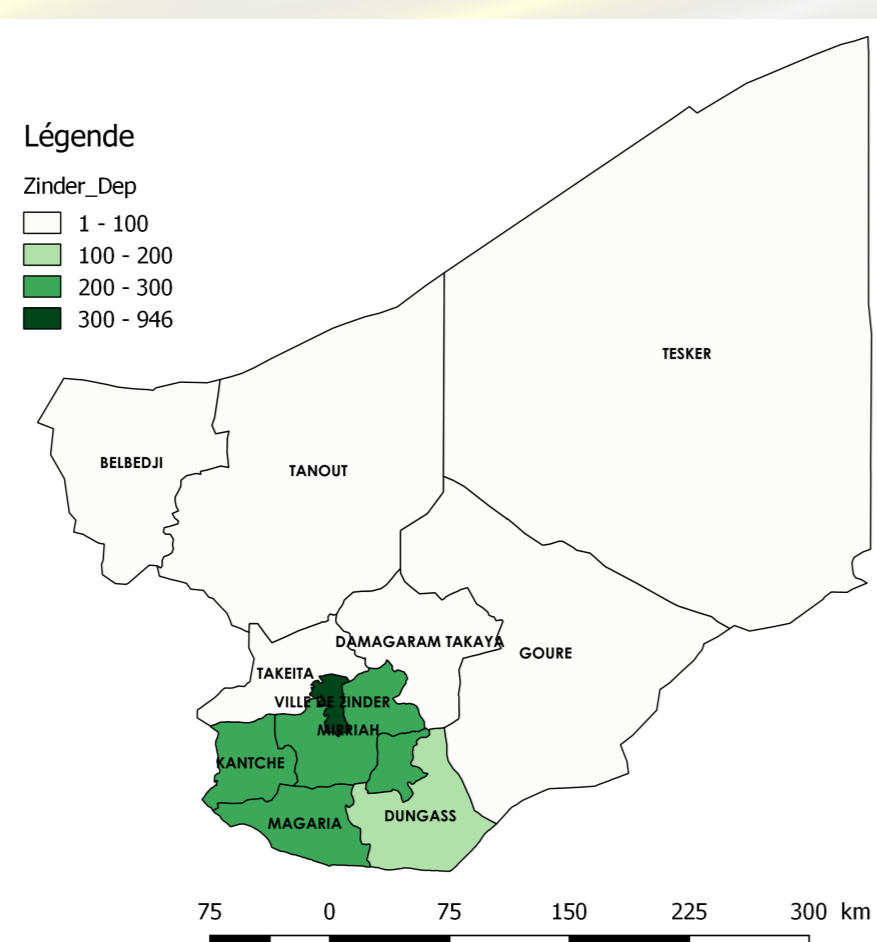 Légende
Zinder_Dep
1 - 100
100 - 200
200 - 300
300 - 946
TESKER
BELBEDJI
TANOUT
DAMAGARAM TAKAYA
GOURE
TAKEITA
VILLE DE ZINDER
MIRRIAH
KANTCHE
MAGARIA
DUNGASS
75 0 75 150 225 300 km